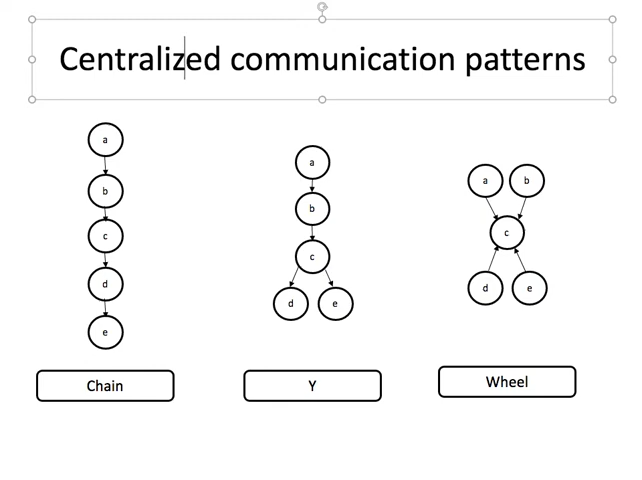 Centralized communication patterns
a
b
c
d
e
Chain
a
b
c
d e
Y
a b
c
d e
Wheel